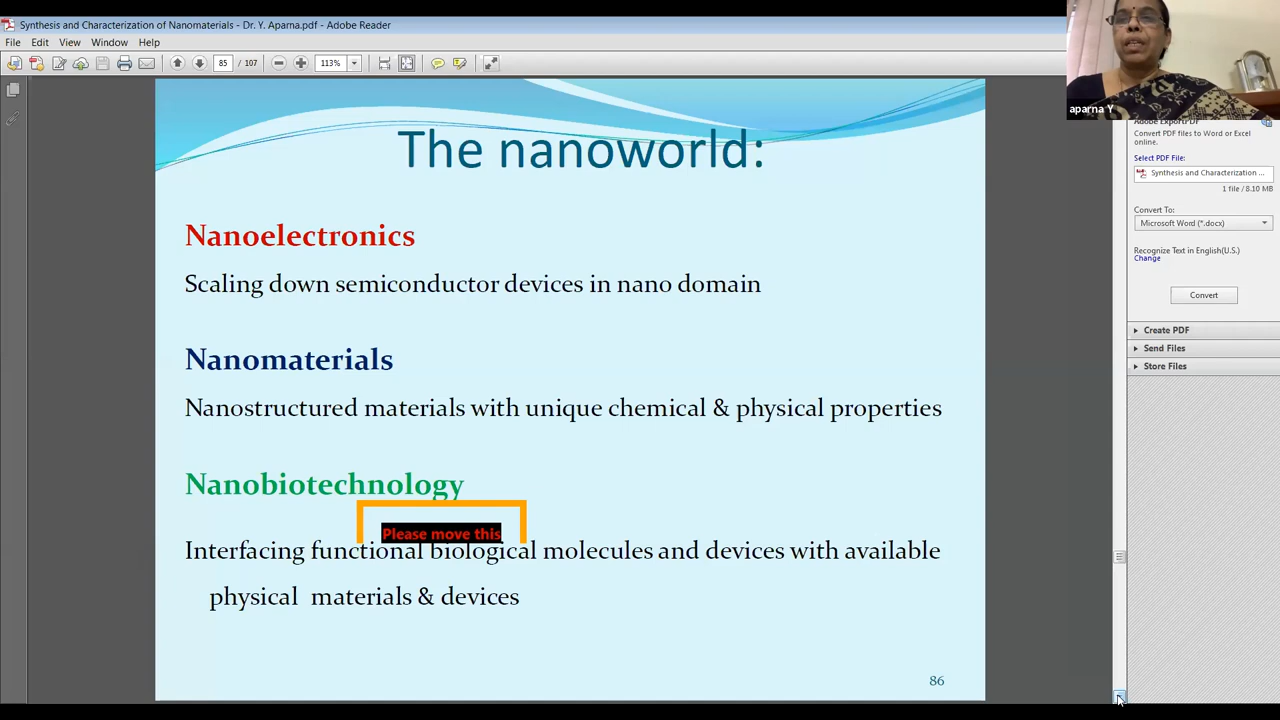 Synthesis and Characterization of Nanomaterials - Dr. Y. Aparna.pdf - Adobe Reader
File Edit View Window Help
85 / 107 113%
aparna Y
Adobe ExportPDF
Convert PDF files to Word or Excel
online.
Select PDF File:
Synthesis and Characterization ...
1 file / 8.10 MB
Convert To:
Microsoft Word (*.docx)
Recognize Text in English(U.S.)
Change
Convert
Create PDF
Send Files
Store Files
The nanoworld:
Nanoelectronics
Scaling down semiconductor devices in nano domain
Nanomaterials
Nanostructured materials with unique chemical & physical properties
Nanobiotechnology
Please move this
Interfacing functional biological molecules and devices with available
physical materials & devices
86